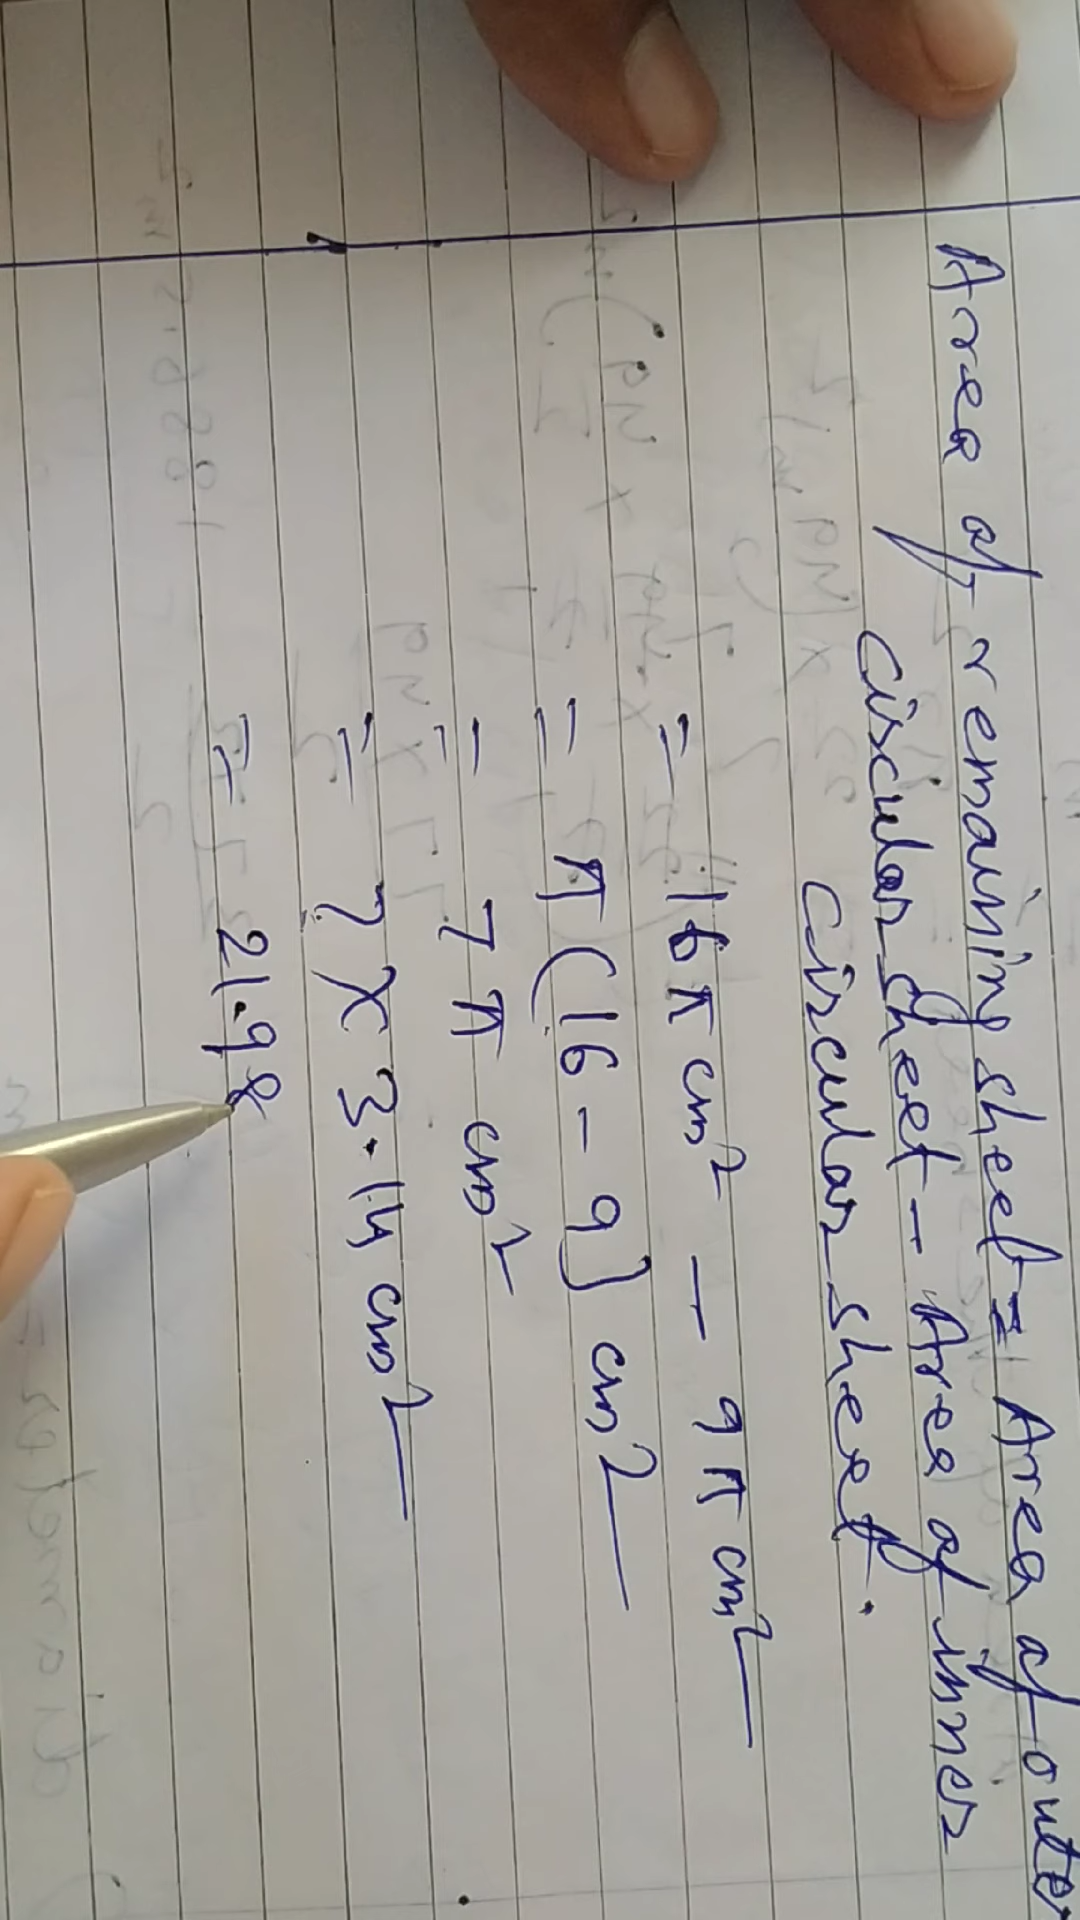 Area of remaining sheet = Area of outer
circular sheet - Area of inner
circular sheet.
= 16π cm² - 9π cm²
= π (16 - 9) cm²
= 7π cm²
= 7 x 3.14 cm²
= 21.98